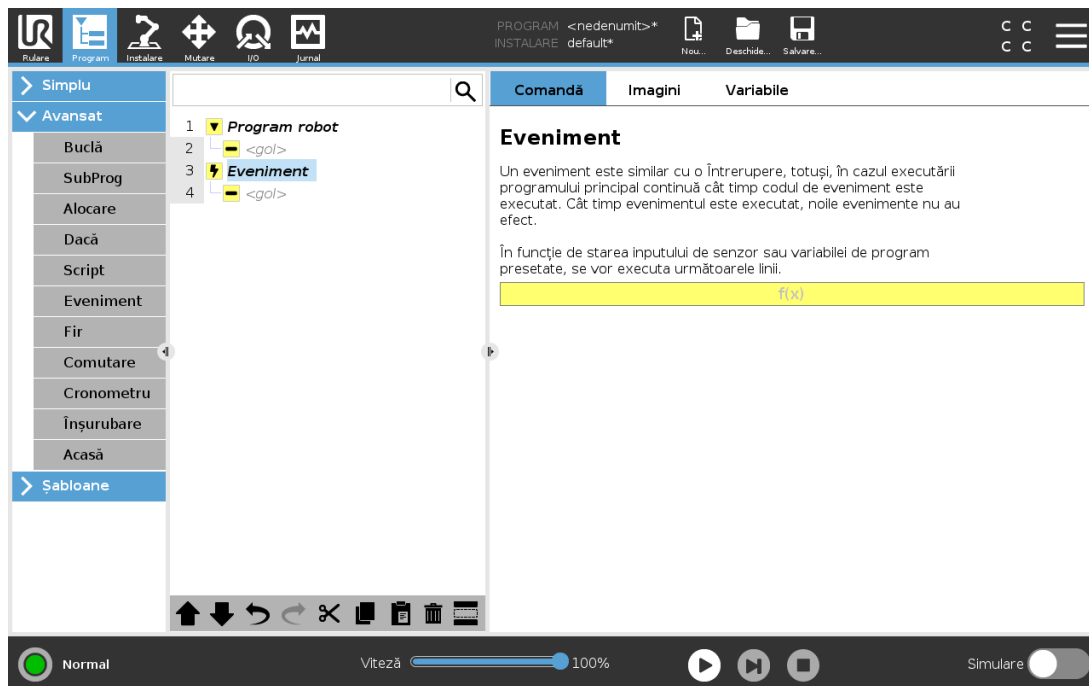 PROGRAM <nedenumit>*
INSTALARE default*
Rulare Program Instalare Mutare I/O Jurnal
Nou... Deschide... Salvare...
C C
C C
Simplu
Avansat
Buclă
SubProg
Alocare
Dacă
Script
Eveniment
Fir
Comutare
Cronometru
Înșurubare
Acasă
Șabloane
1 Program robot
2 <gol>
3 Eveniment
4 <gol>
Comandă Imagini Variabile
Eveniment
Un eveniment este similar cu o Întrerupere, totuși, în cazul executării
programului principal continuă cât timp codul de eveniment este
executat. Cât timp evenimentul este executat, noile evenimente nu au
efect.
În funcție de starea inputului de senzor sau variabilei de program
presetate, se vor executa următoarele linii.
f(x)
Normal
Viteză 100%
Simulare